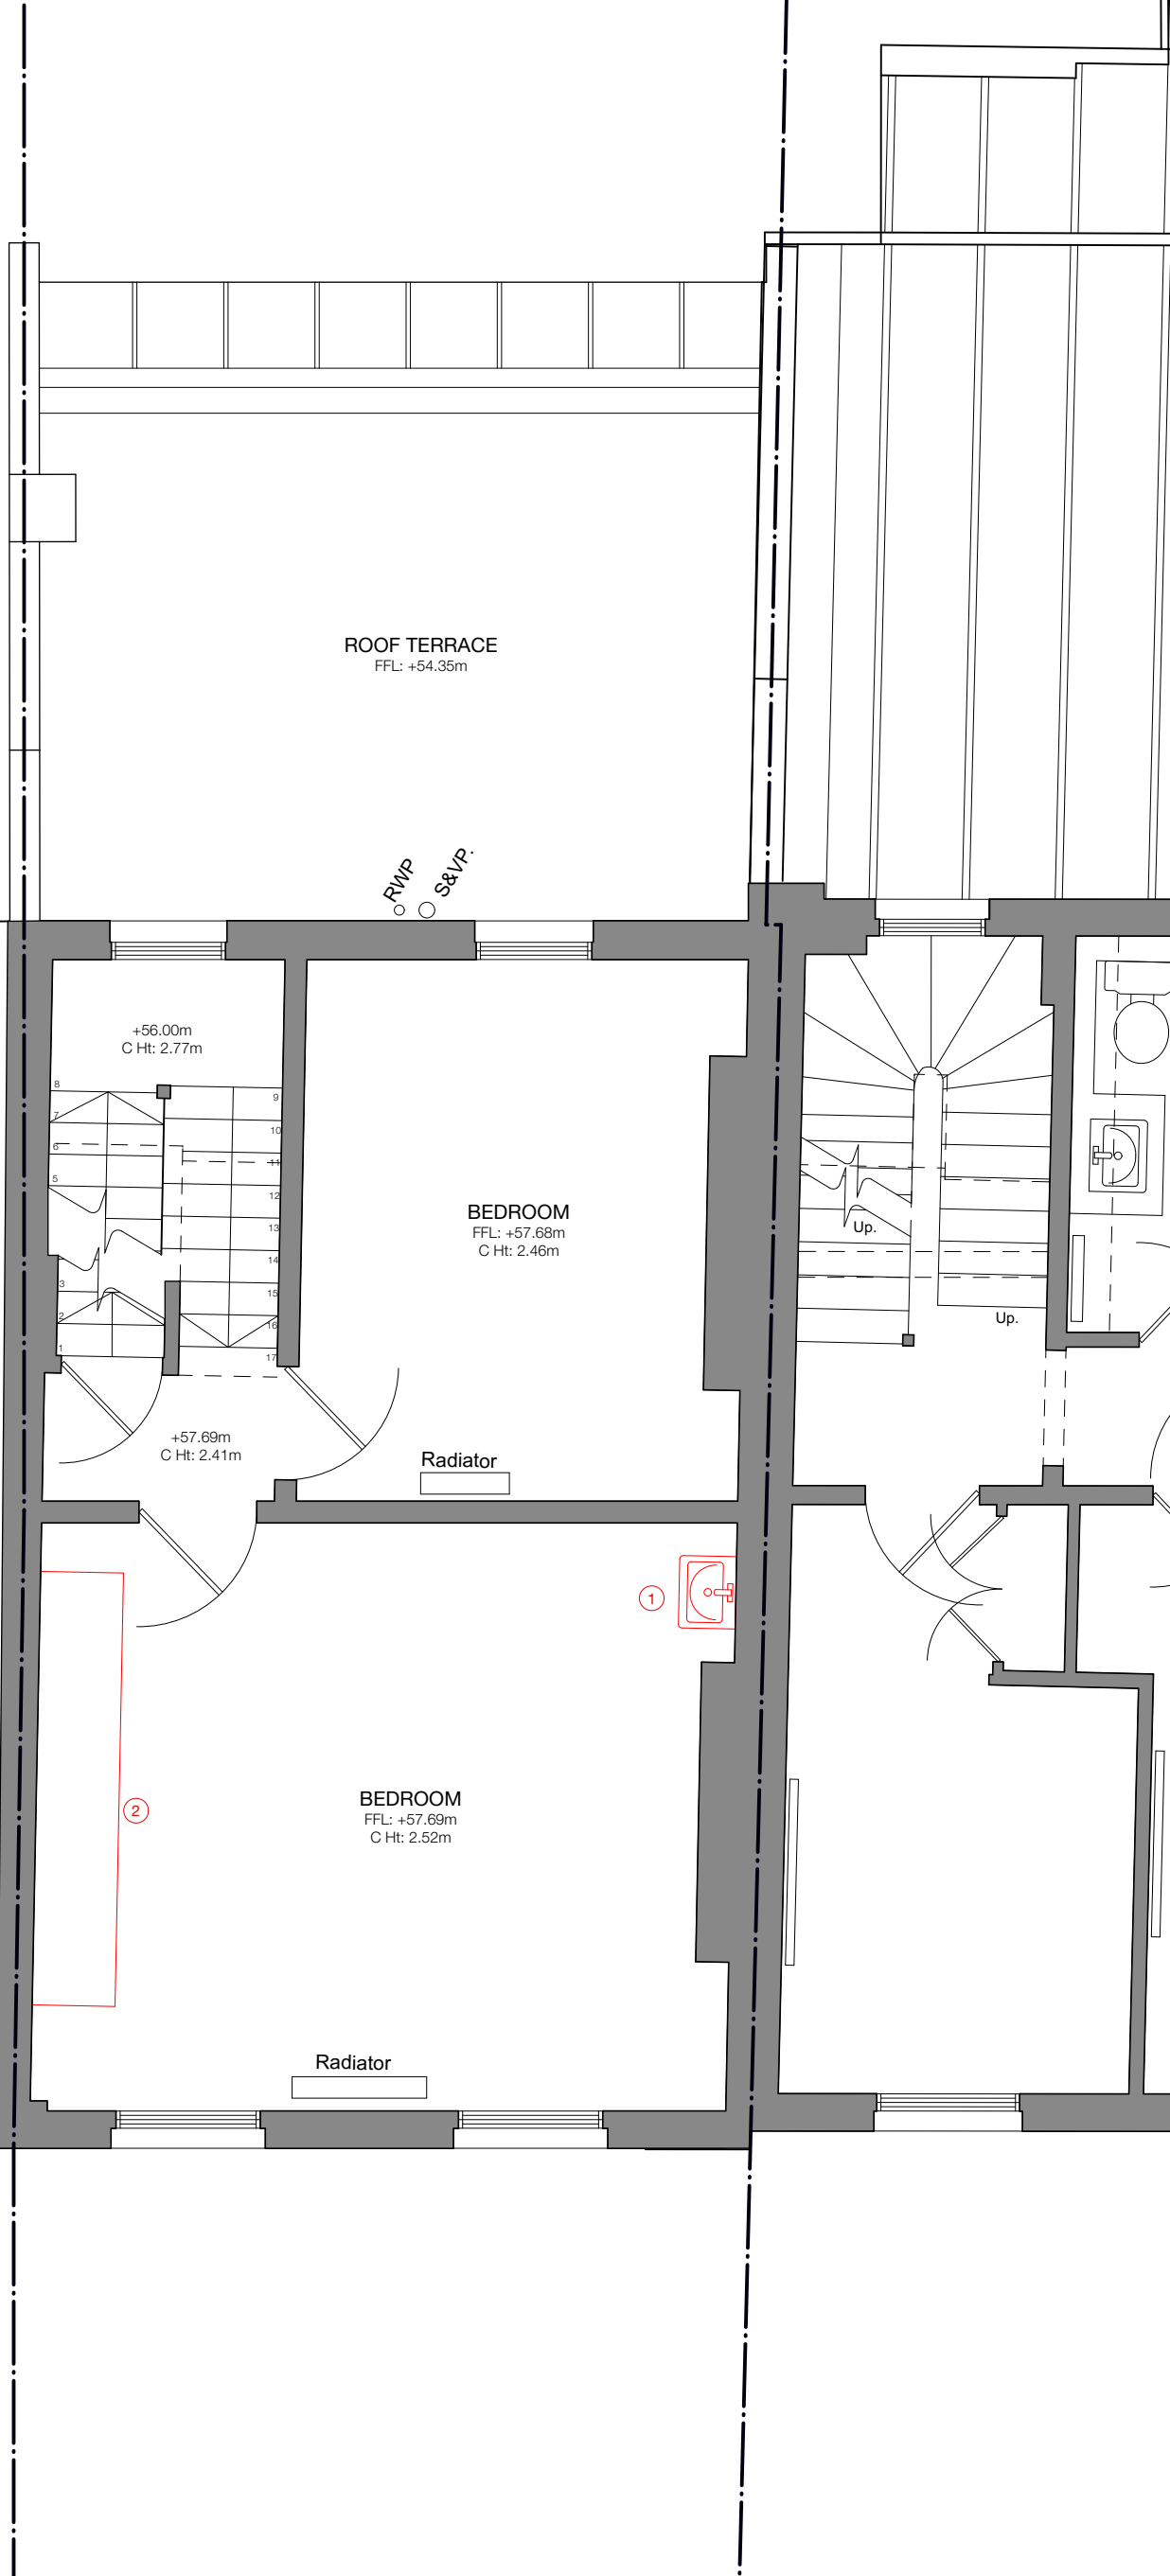 ROOF TERRACE
FFL: +54.35m
RWP
S&VP.
+56.00m
C Ht: 2.77m
8
7
6
5
3
2
1
9
10
11
12
13
14
15
16
17
BEDROOM
FFL: +57.68m
C Ht: 2.46m
Up.
Up.
+57.69m
C Ht: 2.41m
Radiator
1
BEDROOM
FFL: +57.69m
C Ht: 2.52m
2
Radiator